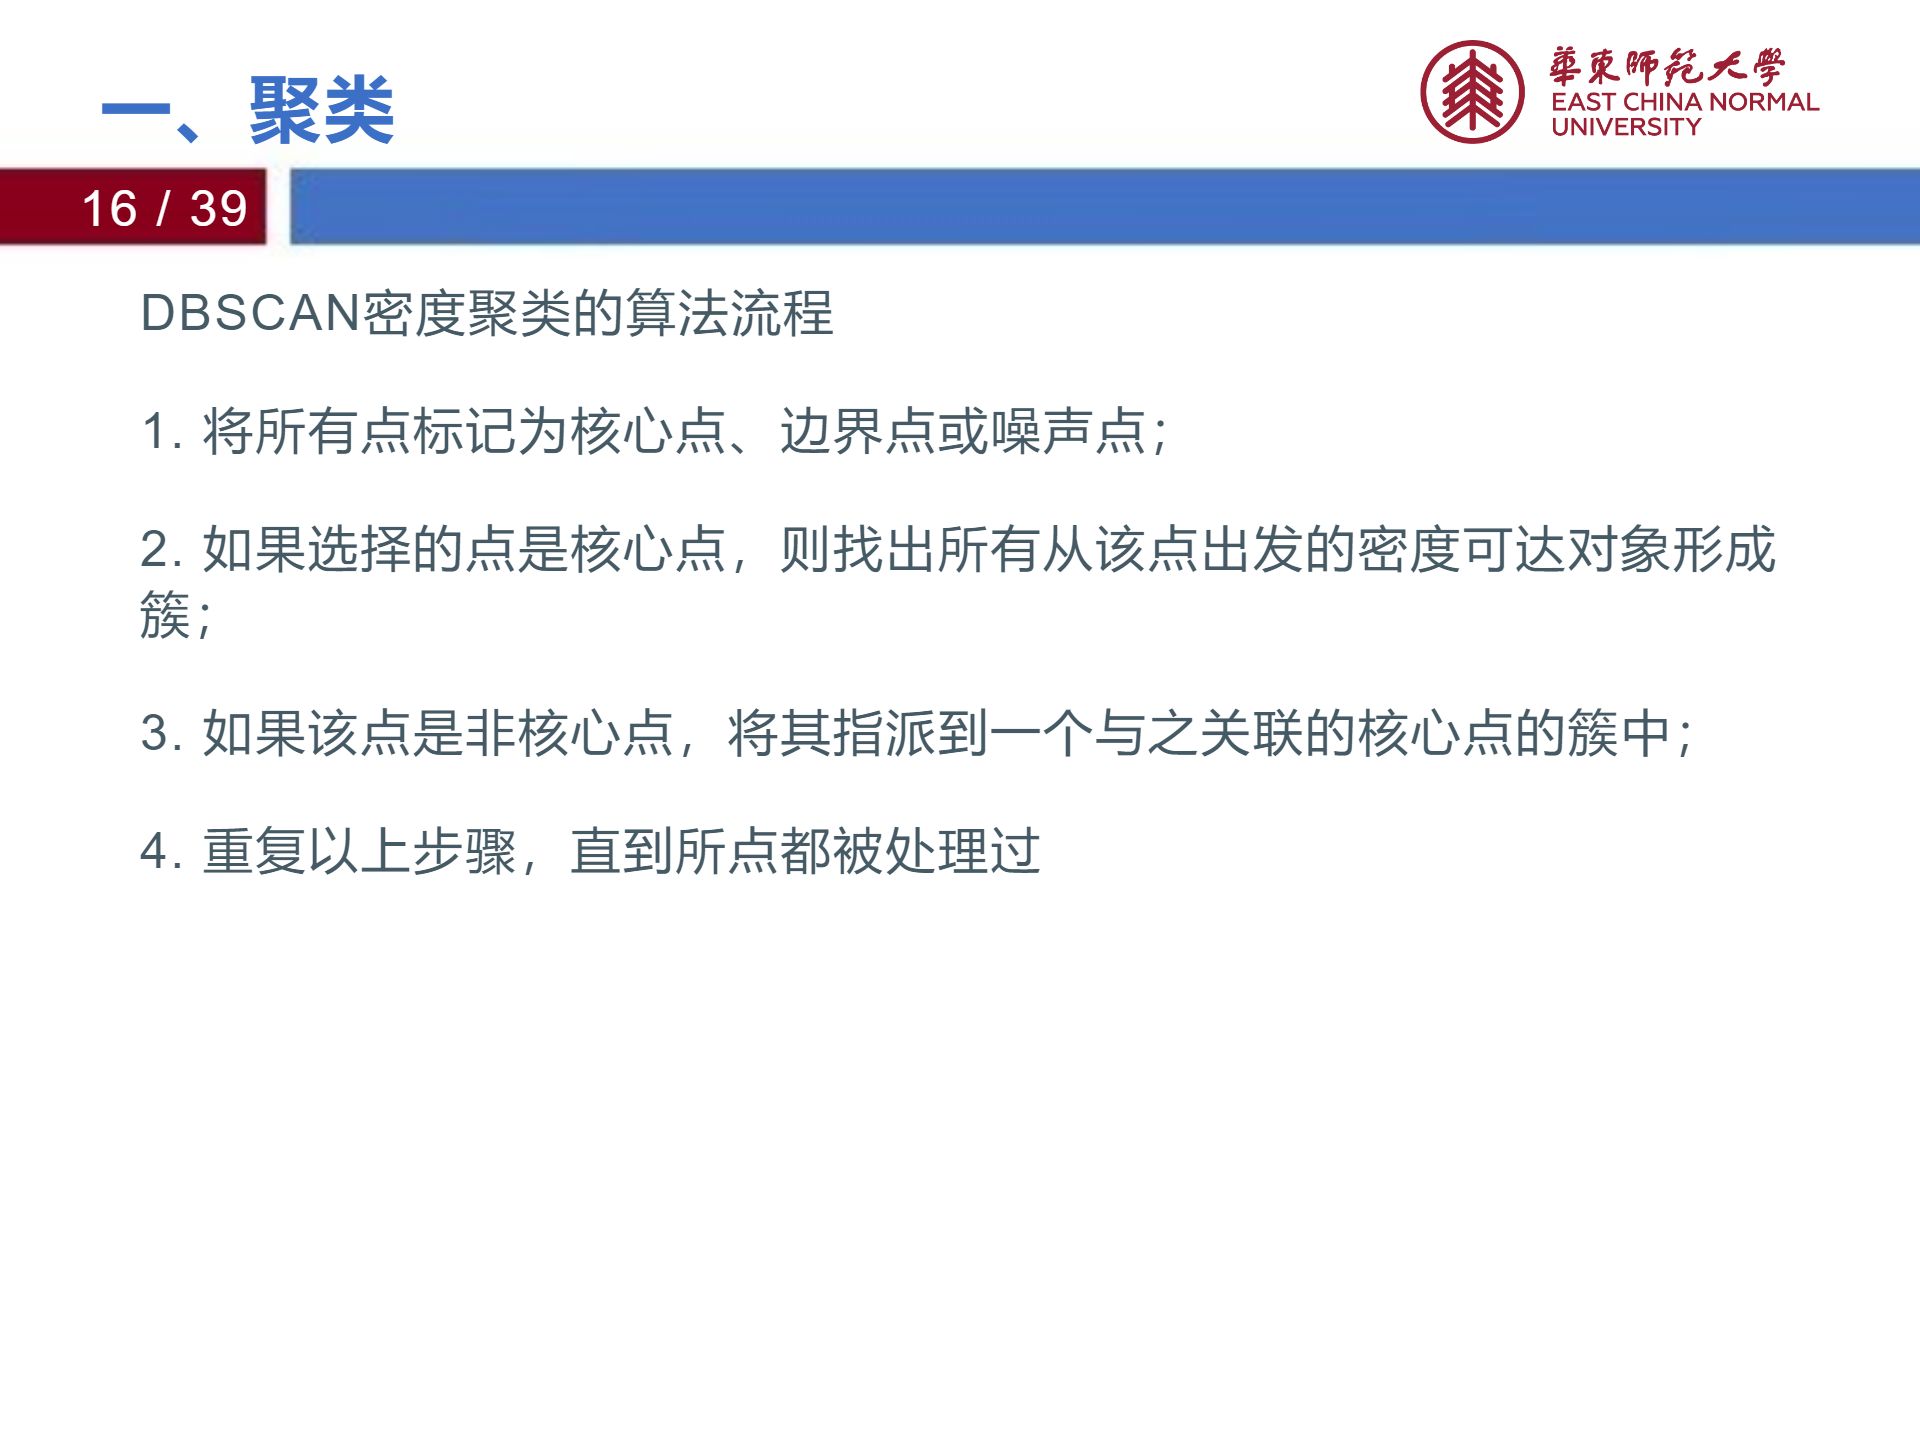 一、聚类
華東師範大學
EAST CHINA NORMAL
UNIVERSITY
16 / 39
DBSCAN密度聚类的算法流程
1. 将所有点标记为核心点、边界点或噪声点；
2. 如果选择的点是核心点，则找出所有从该点出发的密度可达对象形成
簇；
3. 如果该点是非核心点，将其指派到一个与之关联的核心点的簇中；
4. 重复以上步骤，直到所点都被处理过